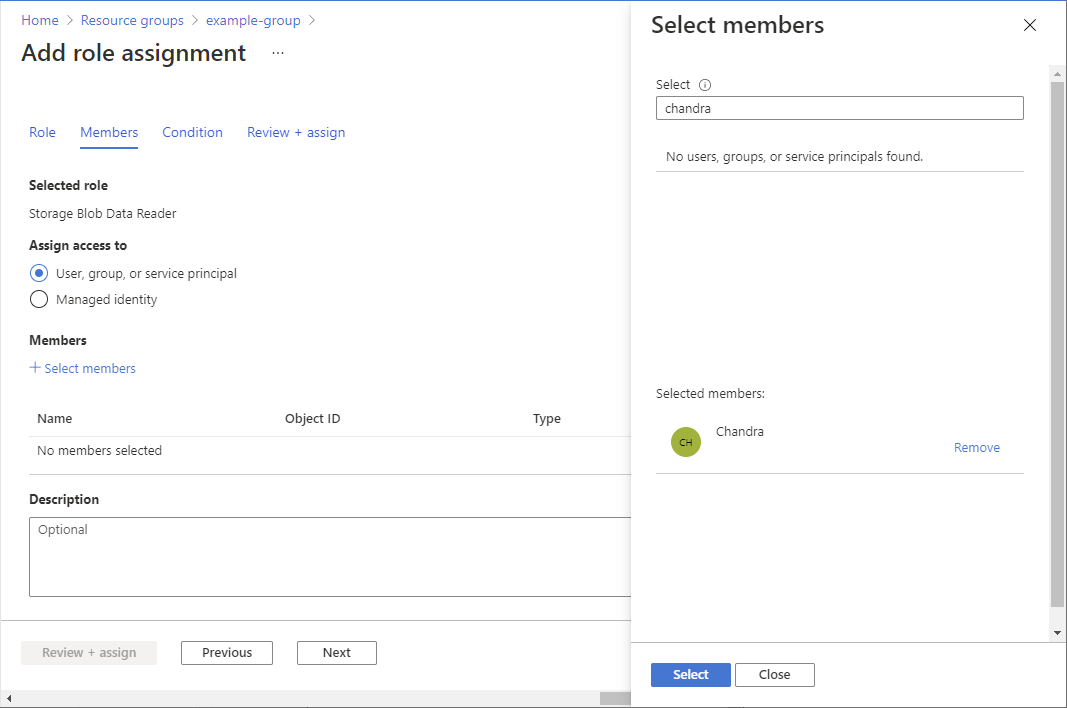 Home > Resource groups > example-group >
Add role assignment ...
Role Members Condition Review + assign
Selected role
Storage Blob Data Reader
Assign access to
User, group, or service principal
Managed identity
Members
+ Select members
Name Object ID Type
No members selected
Description
Optional
Review + assign Previous Next
Select members
Select
chandra
No users, groups, or service principals found.
Selected members:
CH Chandra
Remove
Select Close